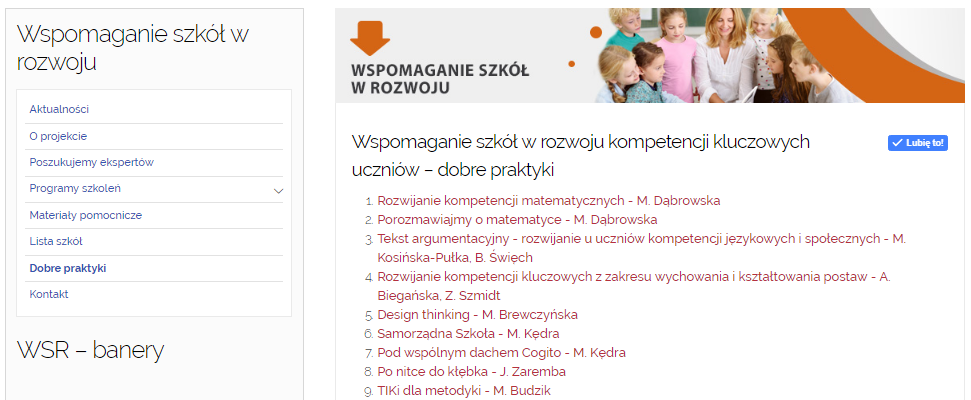 Wspomaganie szkół w
rozwoju
Aktualności
O projekcie
Poszukujemy ekspertów
Programy szkoleń
Materiały pomocnicze
Lista szkół
Dobre praktyki
Kontakt
WSR – banery
WSPOMAGANIE SZKÓŁ
W ROZWOJU
Wspomaganie szkół w rozwoju kompetencji kluczowych
uczniów – dobre praktyki
Lubię to!
1. Rozwijanie kompetencji matematycznych - M. Dąbrowska
2. Porozmawiajmy o matematyce - M. Dąbrowska
3. Tekst argumentacyjny - rozwijanie u uczniów kompetencji językowych i społecznych - M.
Kosińska-Pułka, B. Święch
4. Rozwijanie kompetencji kluczowych z zakresu wychowania i kształtowania postaw - A.
Biegańska, Z. Szmidt
5. Design thinking - M. Brewczyńska
6. Samorządna Szkoła - M. Kędra
7. Pod wspólnym dachem Cogito - M. Kędra
8. Po nitce do kłębka - J. Zaremba
9. TIKi dla metodyki - M. Budzik